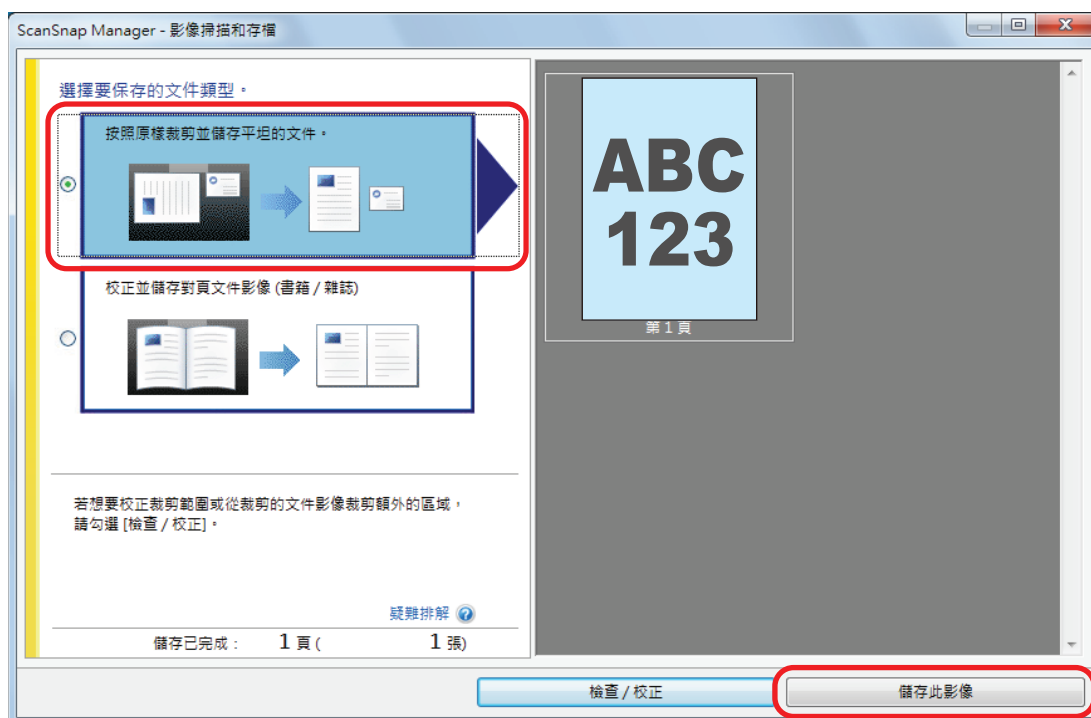 ScanSnap Manager - 影像掃描和存檔
選擇要保存的文件類型。
按照原樣裁剪並儲存平坦的文件。
校正並儲存對頁文件影像 (書籍 / 雜誌)
若想要校正裁剪範圍或從裁剪的文件影像裁剪額外的區域，
請勾選 [檢查 / 校正]。
疑難排解
儲存已完成： 1 頁 ( 1 張)
ABC
123
第 1 頁
檢查 / 校正
儲存此影像